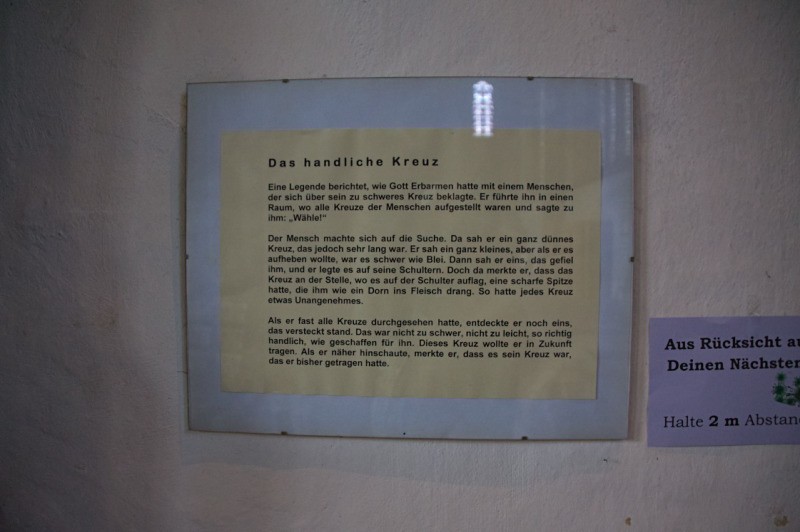 Das handliche Kreuz
Eine Legende berichtet, wie Gott Erbarmen hatte mit einem Menschen,
der sich über sein zu schweres Kreuz beklagte. Er führte ihn in einen
Raum, wo alle Kreuze der Menschen aufgestellt waren und sagte zu
ihm: „Wähle!“
Der Mensch machte sich auf die Suche. Da sah er ein ganz dünnes
Kreuz, das jedoch sehr lang war. Er sah ein ganz kleines, aber als er es
aufheben wollte, war es schwer wie Blei. Dann sah er eins, das gefiel
ihm, und er legte es auf seine Schultern. Doch da merkte er, dass das
Kreuz an der Stelle, wo es auf der Schulter auflag, eine scharfe Spitze
hatte, die ihm wie ein Dorn ins Fleisch drang. So hatte jedes Kreuz
etwas Unangenehmes.
Als er fast alle Kreuze durchgesehen hatte, entdeckte er noch eins,
das versteckt stand. Das war nicht zu schwer, nicht zu leicht, so richtig
handlich, wie geschaffen für ihn. Dieses Kreuz wollte er in Zukunft
tragen. Als er näher hinschaute, merkte er, dass es sein Kreuz war,
das er bisher getragen hatte.
Aus Rücksicht au
Deinen Nächsten
Halte 2 m Abstan